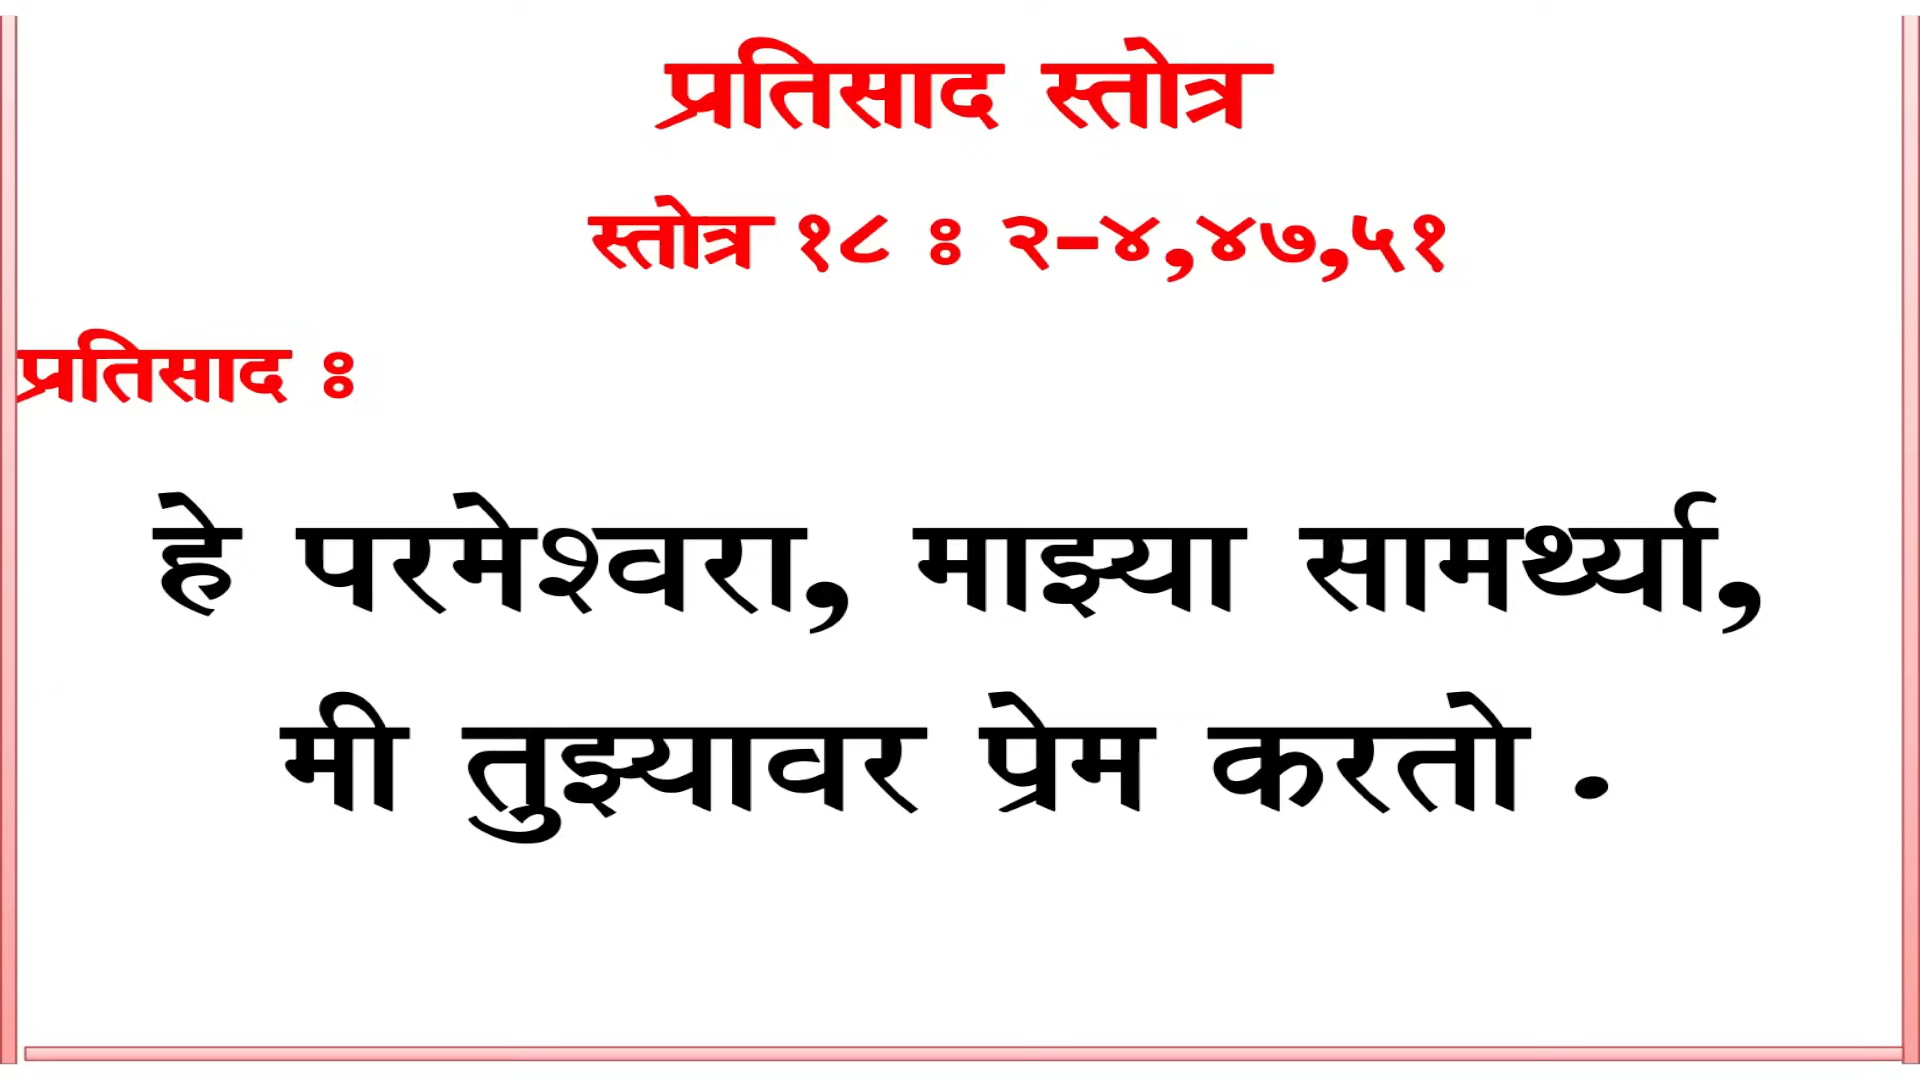 प्रतिसाद स्तोत्र
स्तोत्र १८ ः २-४,४७,५१
प्रतिसाद ः
हे परमेश्वरा, माझ्या सामर्थ्या,
मी तुझ्यावर प्रेम करतो .